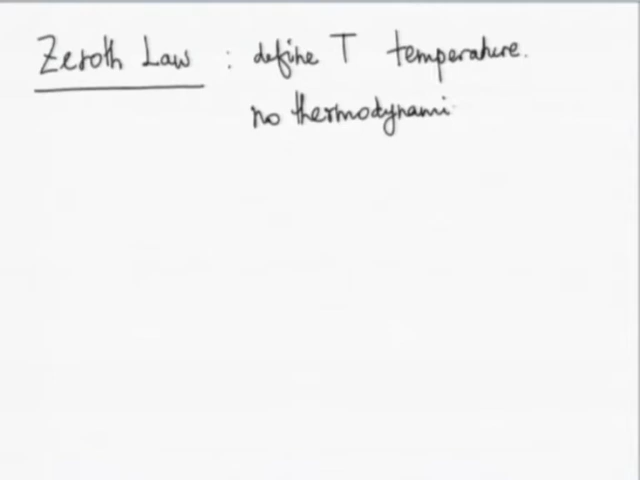 Zeroth Law : define T temperature.
no thermodynami